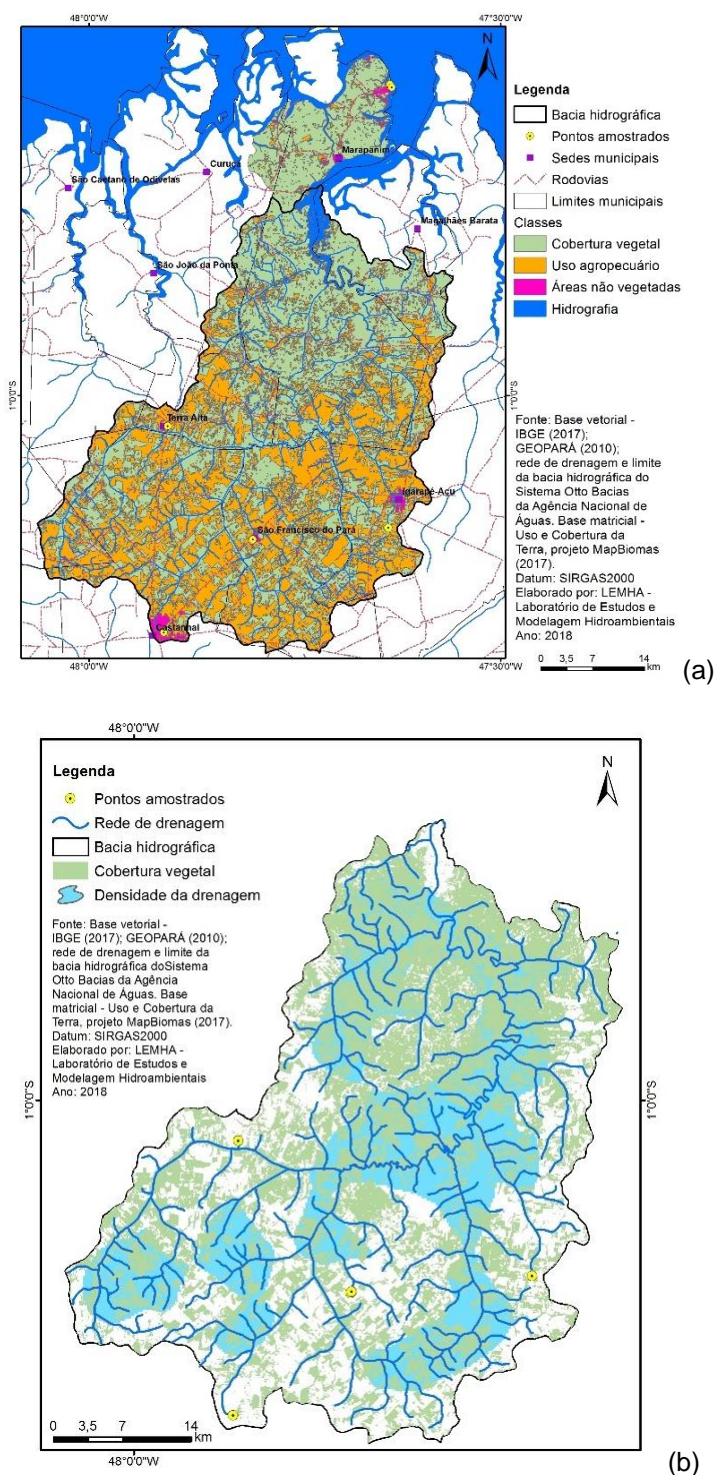 48°0'0"W
47°30'0"W
N
Legenda
Bacia hidrográfica
Pontos amostrados
Sedes municipais
Rodovias
Limites municipais
Classes
Cobertura vegetal
Uso agropecuário
Áreas não vegetadas
Hidrografia
Marapanim
Curuçá
São Caetano de Odivelas
Magalhães Barata
São João da Ponta
1°0'0"S
1°0'0"S
Terra Alta
Igarapé-Açu
São Francisco do Pará
Castanhal
Fonte: Base vetorial -
IBGE (2017);
GEOPARÁ (2010);
rede de drenagem e limite
da bacia hidrográfica do
Sistema Otto Bacias
da Agência Nacional de
Águas. Base matricial -
Uso e Cobertura da
Terra, projeto MapBiomas
(2017).
Datum: SIRGAS2000
Elaborado por: LEMHA -
Laboratório de Estudos e
Modelagem Hidroambientais
Ano: 2018
0 3,5 7 14
km
48°0'0"W
47°30'0"W
(a)
48°0'0"W
Legenda
Pontos amostrados
Rede de drenagem
Bacia hidrográfica
Cobertura vegetal
Densidade da drenagem
N
Fonte: Base vetorial -
IBGE (2017); GEOPARÁ (2010);
rede de drenagem e limite da
bacia hidrográfica doSistema
Otto Bacias da Agência
Nacional de Águas. Base
matricial - Uso e Cobertura da
Terra, projeto MapBiomas (2017).
Datum: SIRGAS2000
Elaborado por: LEMHA -
Laboratório de Estudos e
Modelagem Hidroambientais
Ano: 2018
1°0'0"S
1°0'0"S
0 3,5 7 14
km
48°0'0"W
(b)